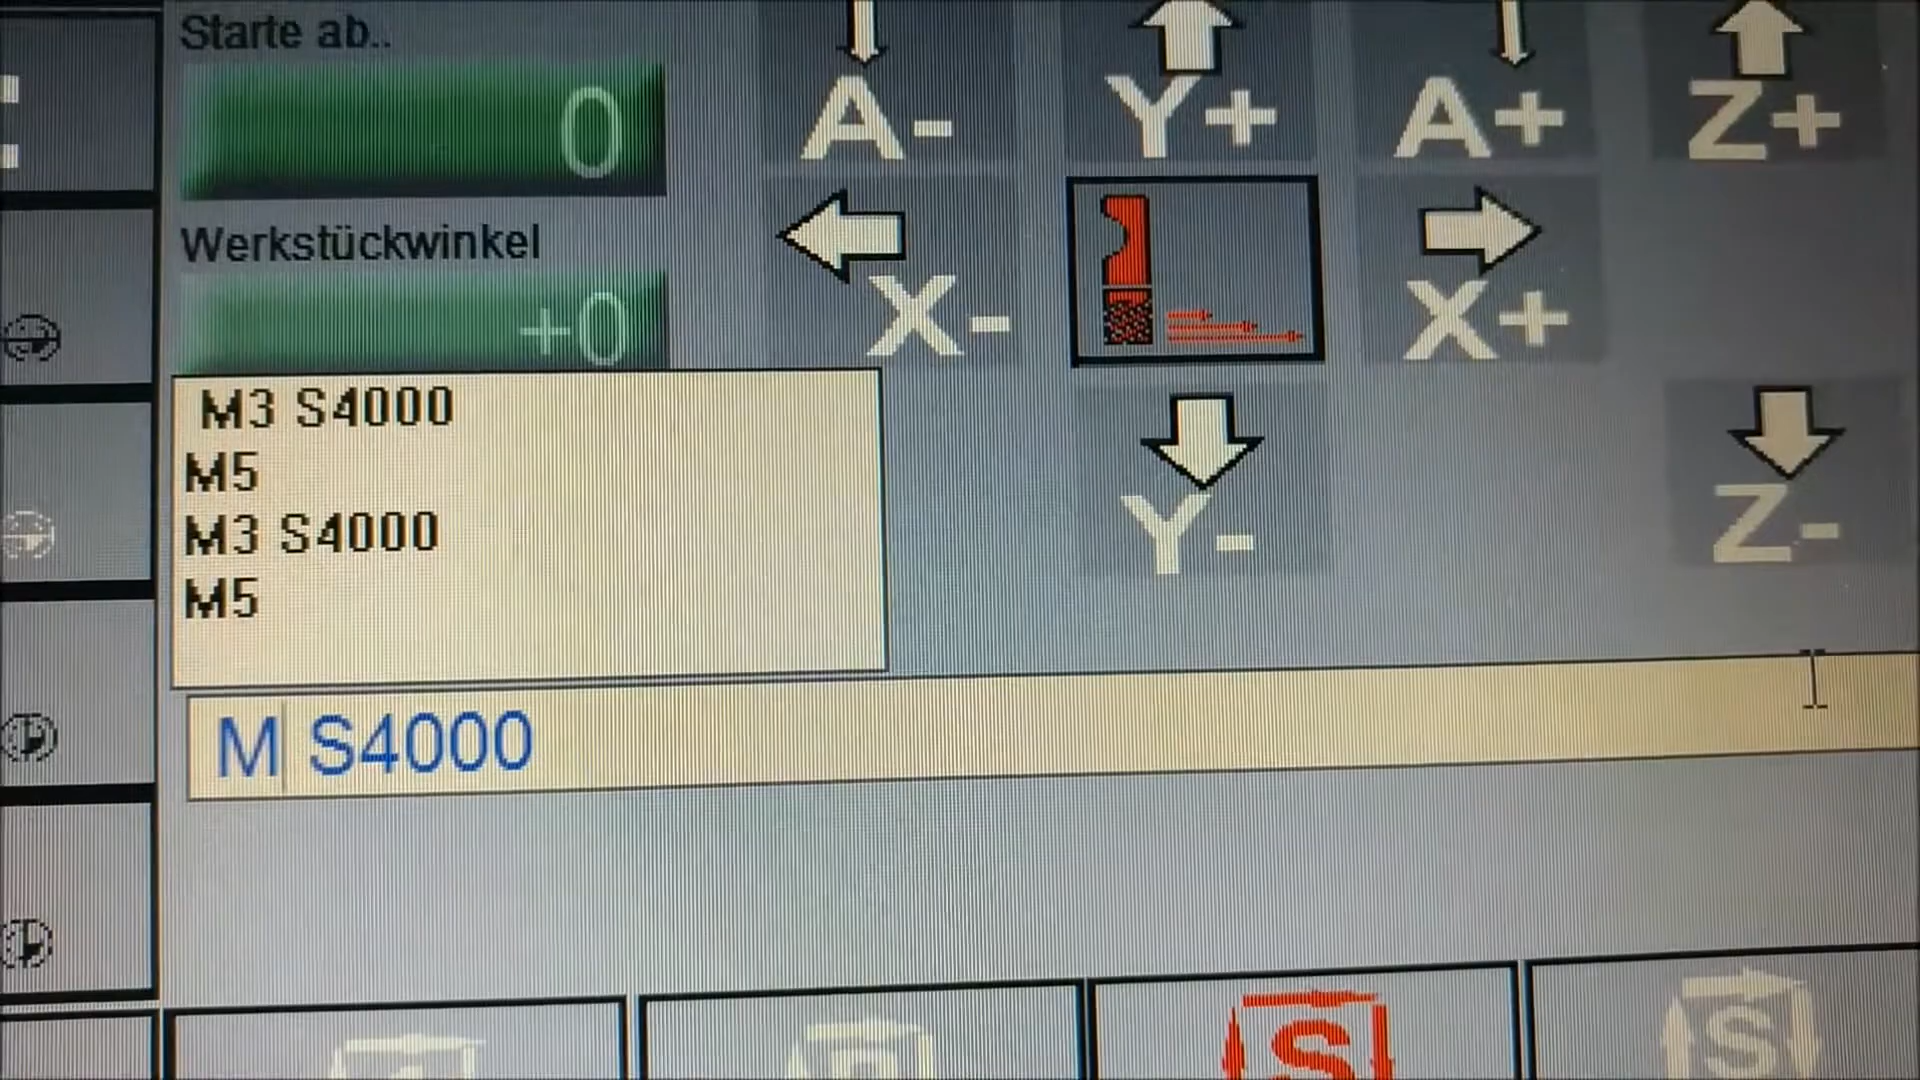 Starte ab..
0
A-
Y+
A+
Z+
Werkstückwinkel
+0
X-
X+
M3 S4000
M5
M3 S4000
M5
Y-
Z-
M S4000
S
S